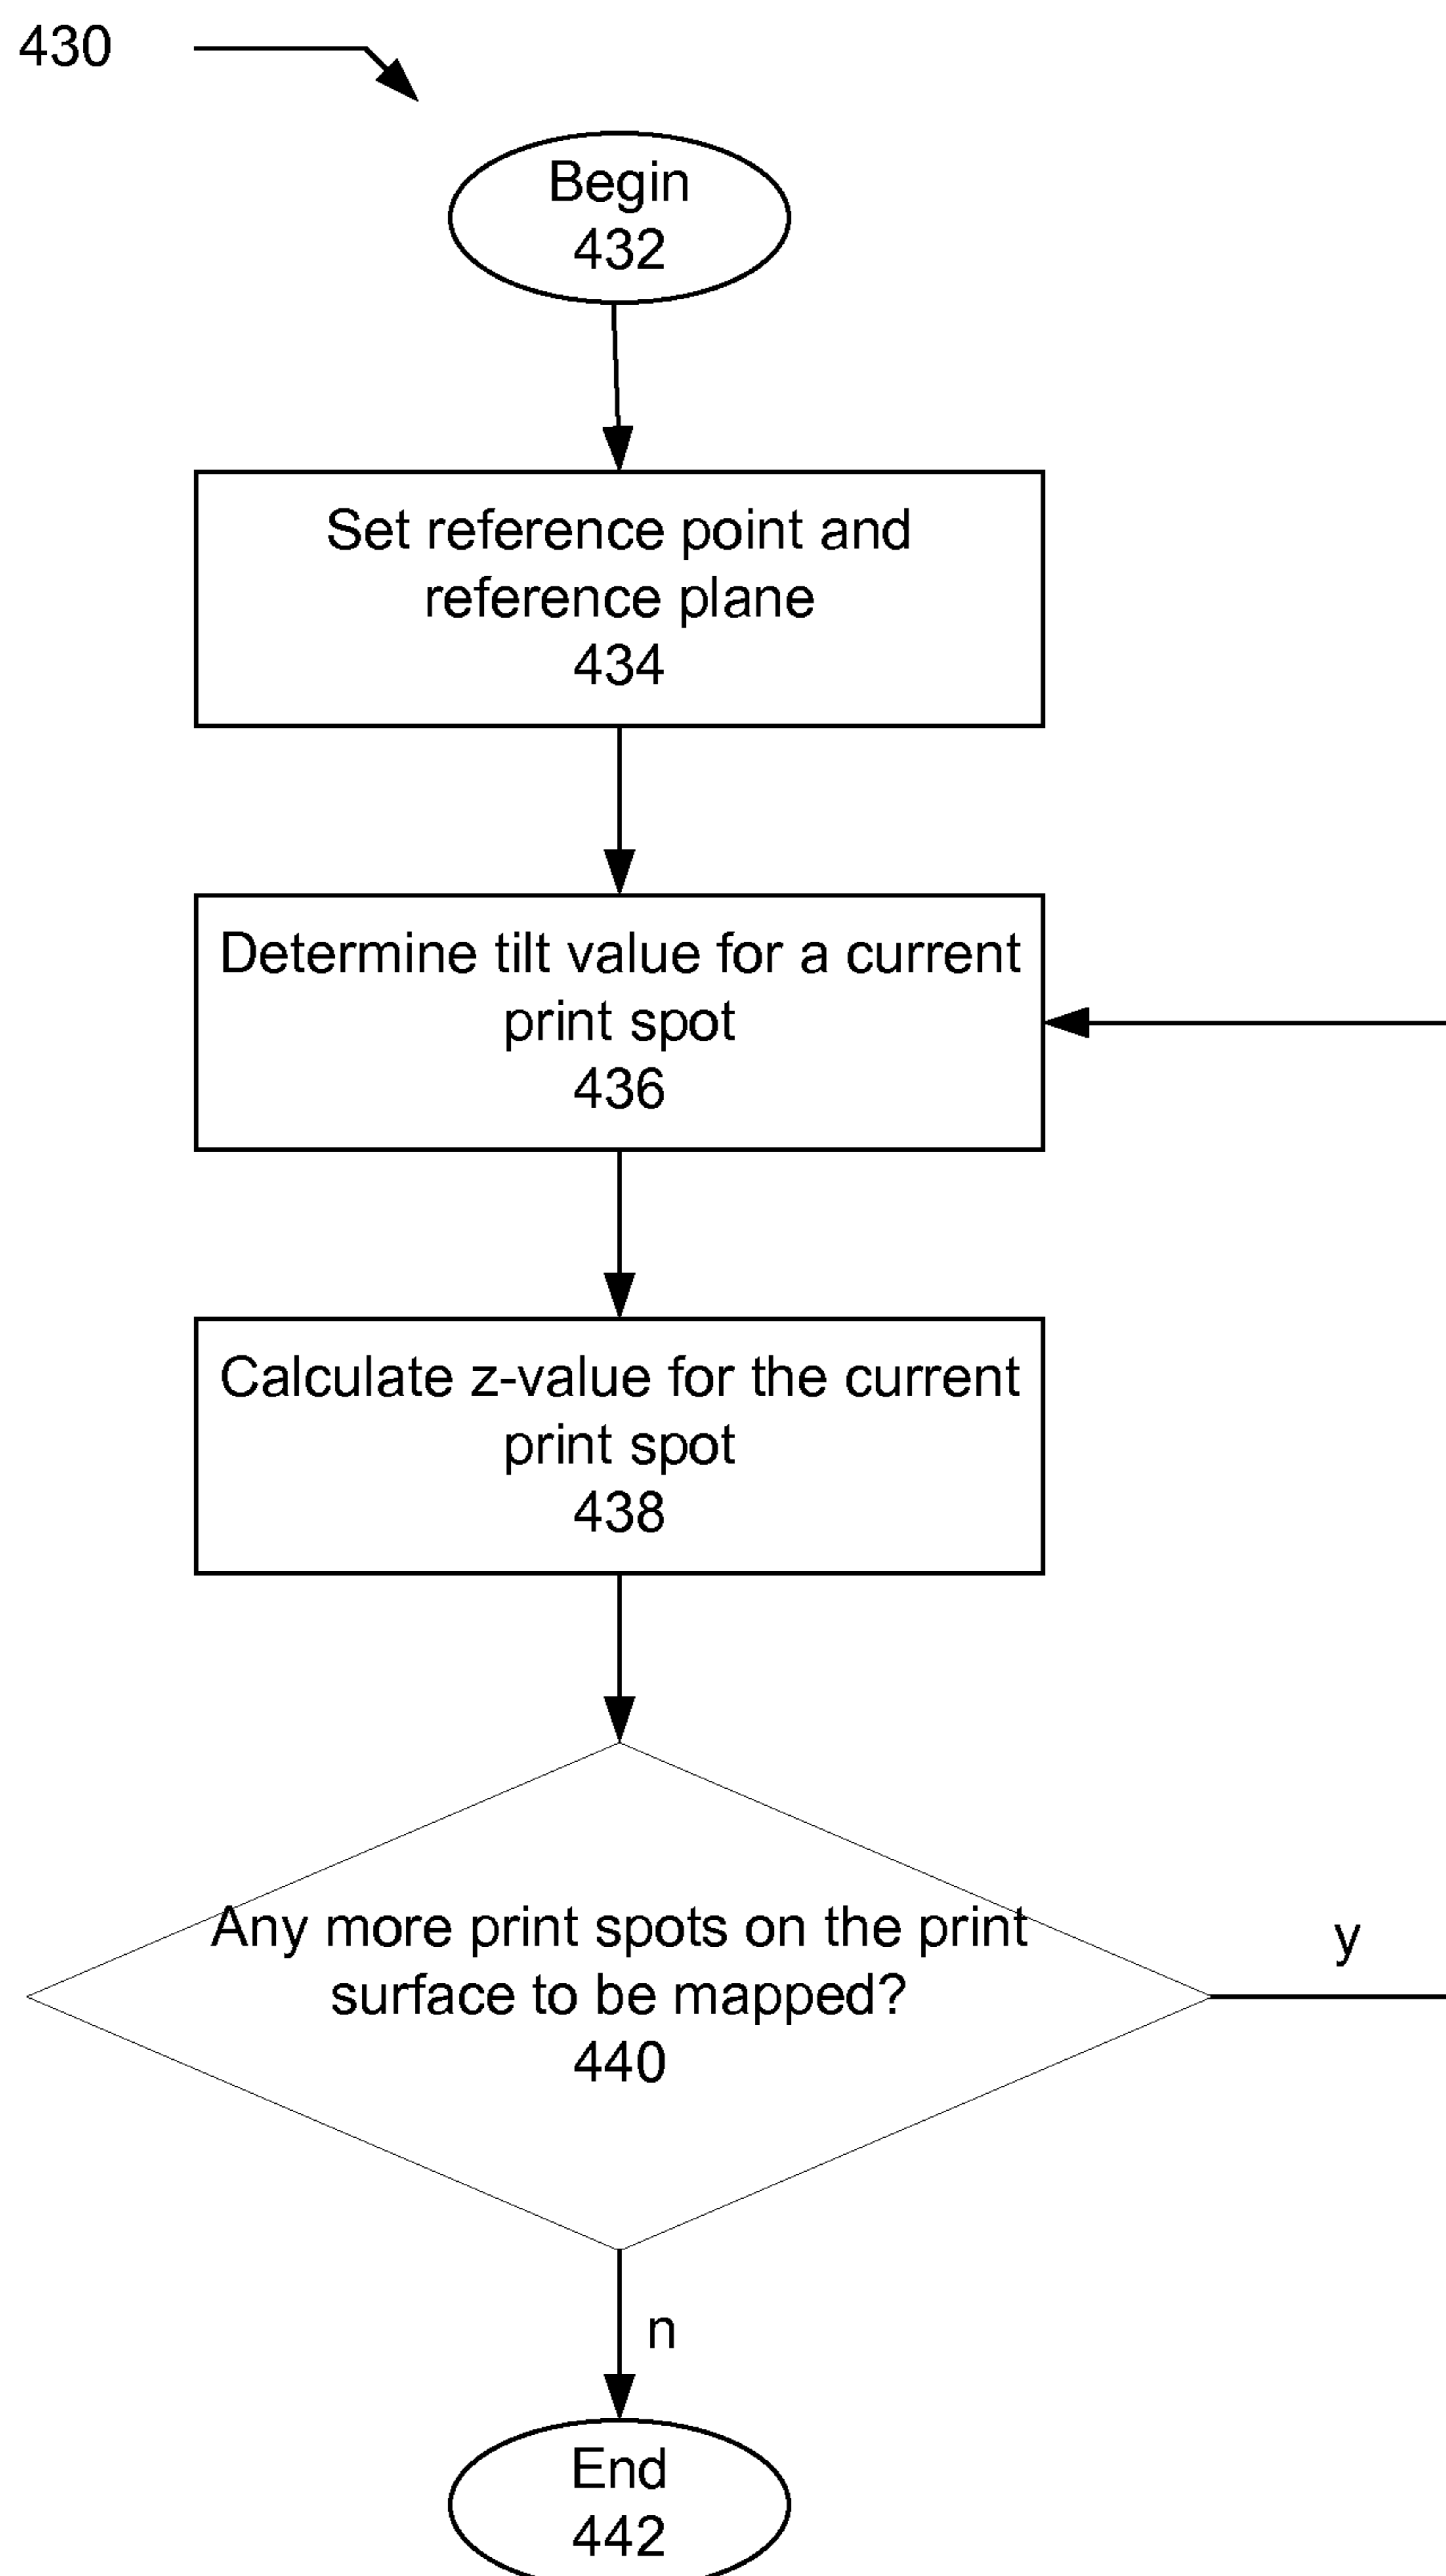 430
Begin
432
Set reference point and
reference plane
434
Determine tilt value for a current
print spot
436
Calculate z-value for the current
print spot
438
Any more print spots on the print
surface to be mapped?
440
y
n
End
442